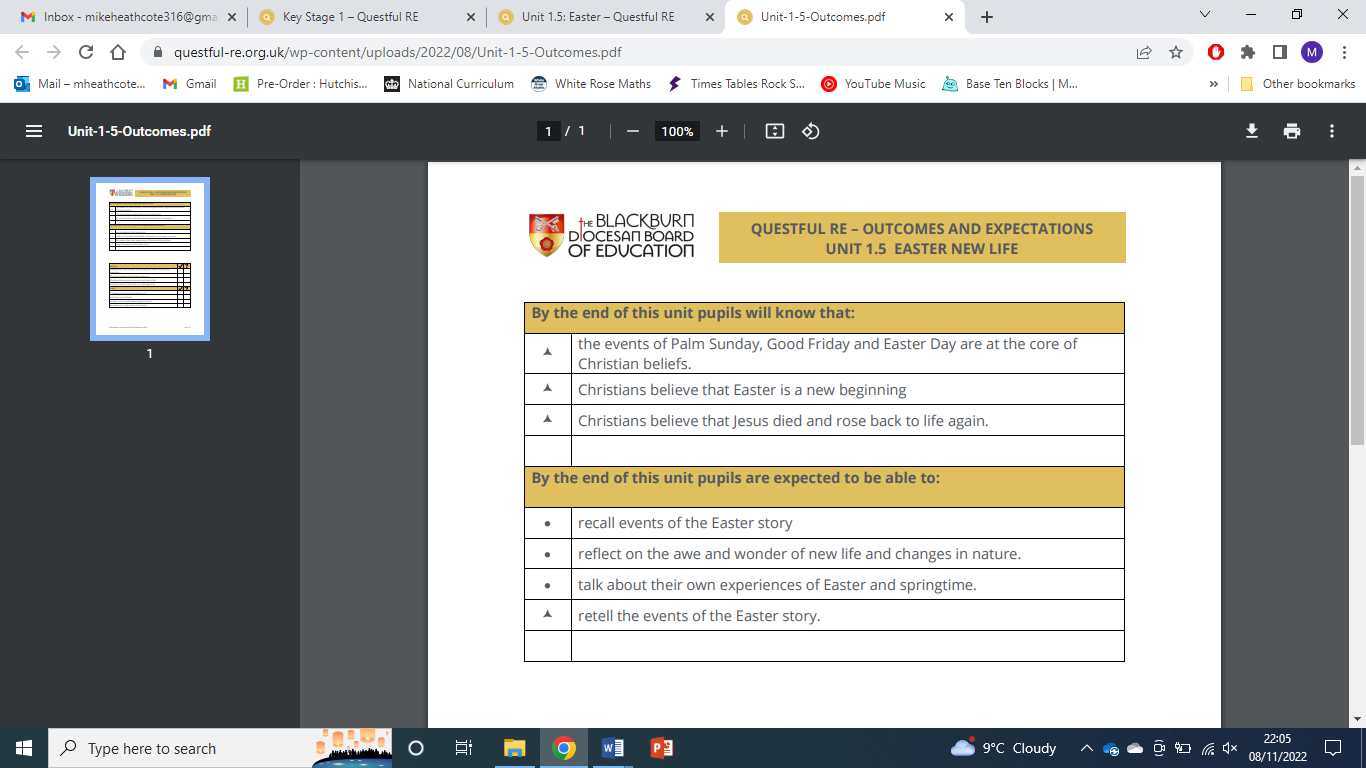 Inbox - mikeheathcote316@gma
Key Stage 1 – Questful RE
Unit 1.5: Easter – Questful RE
Unit-1-5-Outcomes.pdf
questful-re.org.uk/wp-content/uploads/2022/08/Unit-1-5-Outcomes.pdf
M
Mail – mheathcote...
Gmail
H
Pre-Order : Hutchis...
National Curriculum
White Rose Maths
Times Tables Rock S...
YouTube Music
Base Ten Blocks | M...
»
Other bookmarks
Unit-1-5-Outcomes.pdf
1 / 1
100%
1
THE BLACKBURN
DIOCESAN BOARD
OF EDUCATION
QUESTFUL RE – OUTCOMES AND EXPECTATIONS
UNIT 1.5 EASTER NEW LIFE
By the end of this unit pupils will know that:
the events of Palm Sunday, Good Friday and Easter Day are at the core of
Christian beliefs.
Christians believe that Easter is a new beginning
Christians believe that Jesus died and rose back to life again.
By the end of this unit pupils are expected to be able to:
• recall events of the Easter story
• reflect on the awe and wonder of new life and changes in nature.
• talk about their own experiences of Easter and springtime.
retell the events of the Easter story.
Type here to search
9°C Cloudy
22:05
08/11/2022